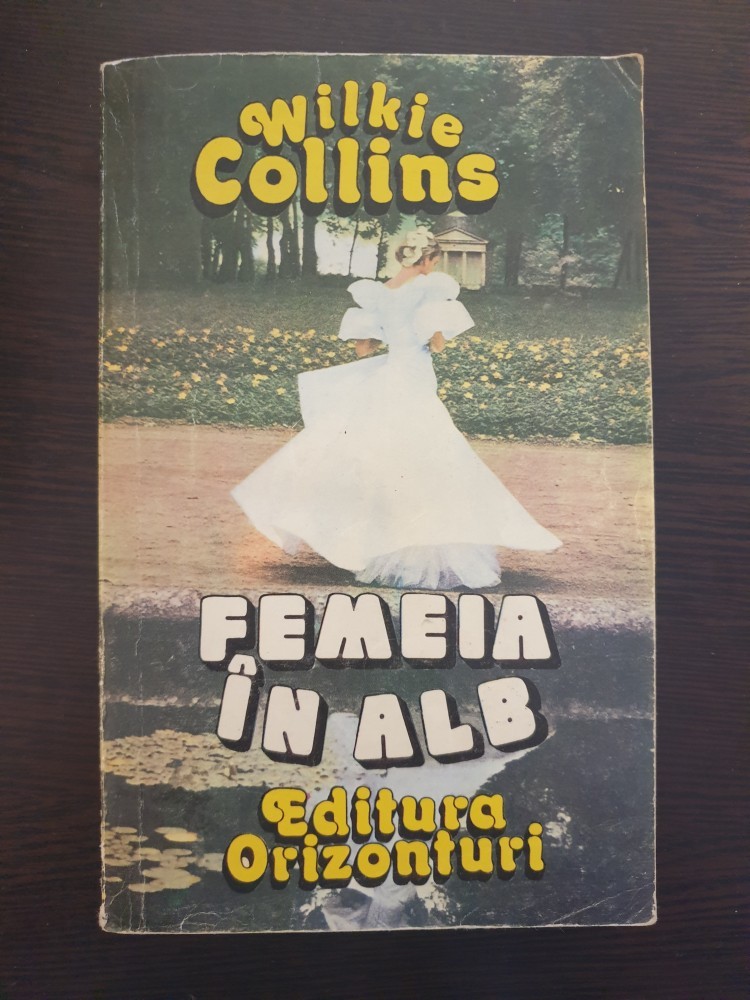 Wilkie
Collins
FEMEIA
ÎN ALB
Editura
Orizonturi